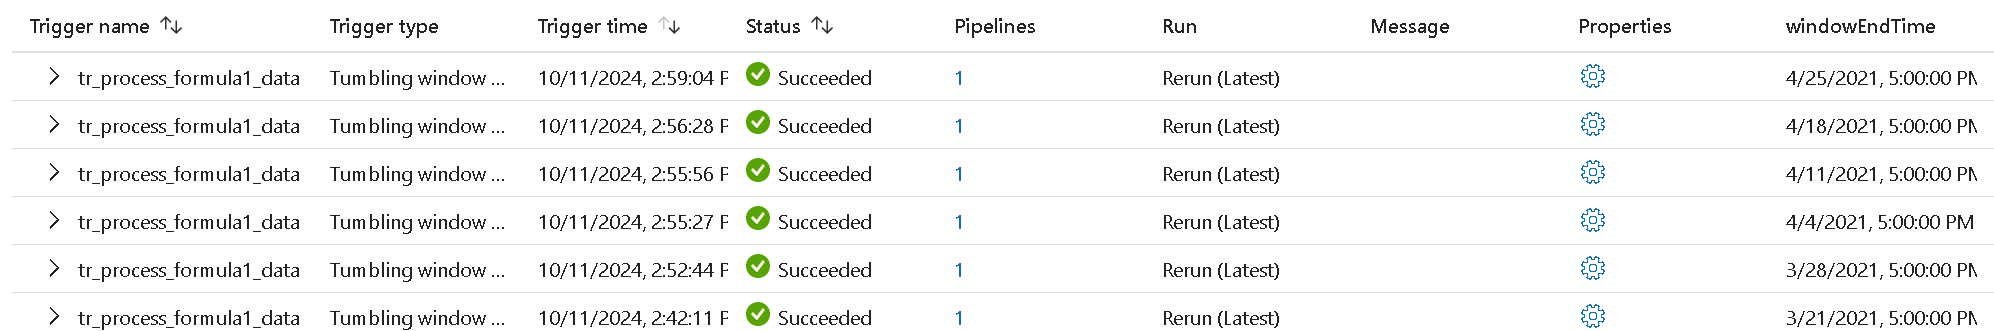 Trigger name Trigger type Trigger time Status Pipelines Run Message Properties windowEndTime
tr_process_formula1_data Tumbling window ... 10/11/2024, 2:59:04 P Succeeded 1 Rerun (Latest) 4/25/2021, 5:00:00 PM
tr_process_formula1_data Tumbling window ... 10/11/2024, 2:56:28 P Succeeded 1 Rerun (Latest) 4/18/2021, 5:00:00 PM
tr_process_formula1_data Tumbling window ... 10/11/2024, 2:55:56 P Succeeded 1 Rerun (Latest) 4/11/2021, 5:00:00 PM
tr_process_formula1_data Tumbling window ... 10/11/2024, 2:55:27 P Succeeded 1 Rerun (Latest) 4/4/2021, 5:00:00 PM
tr_process_formula1_data Tumbling window ... 10/11/2024, 2:52:44 P Succeeded 1 Rerun (Latest) 3/28/2021, 5:00:00 PM
tr_process_formula1_data Tumbling window ... 10/11/2024, 2:42:11 P Succeeded 1 Rerun (Latest) 3/21/2021, 5:00:00 PM